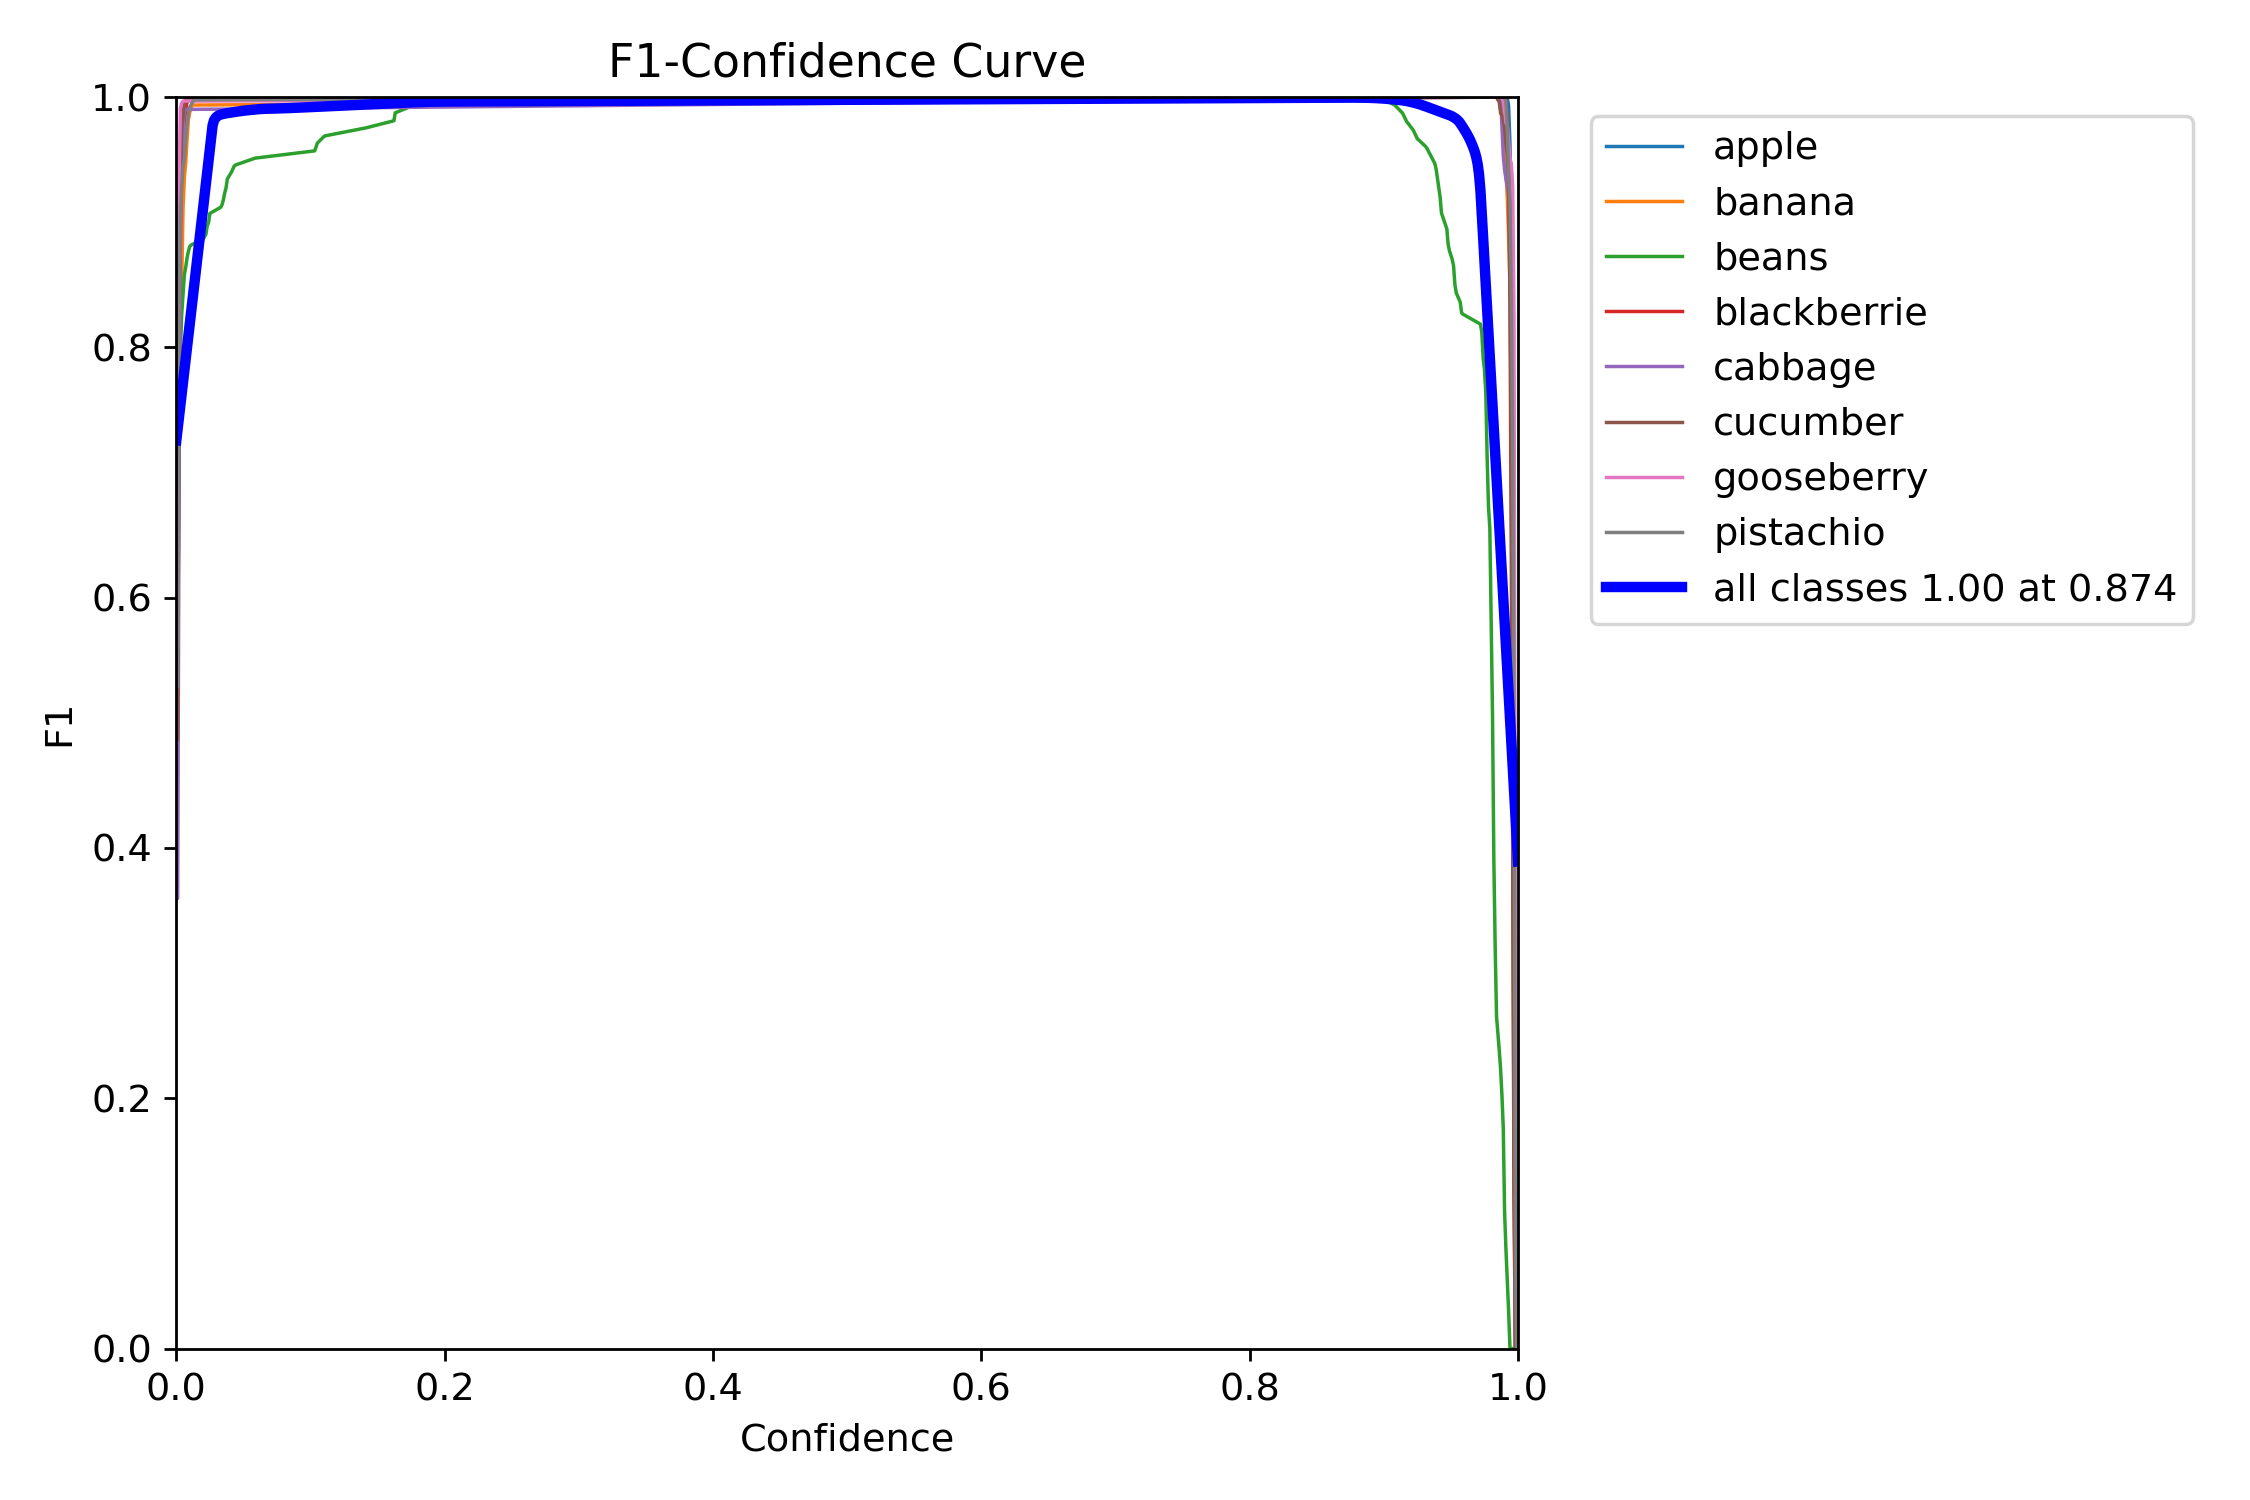 F1-Confidence Curve
1.0
0.8
0.6
0.4
0.2
0.0
F1
0.0 0.2 0.4 0.6 0.8 1.0
Confidence
apple
banana
beans
blackberrie
cabbage
cucumber
gooseberry
pistachio
all classes 1.00 at 0.874